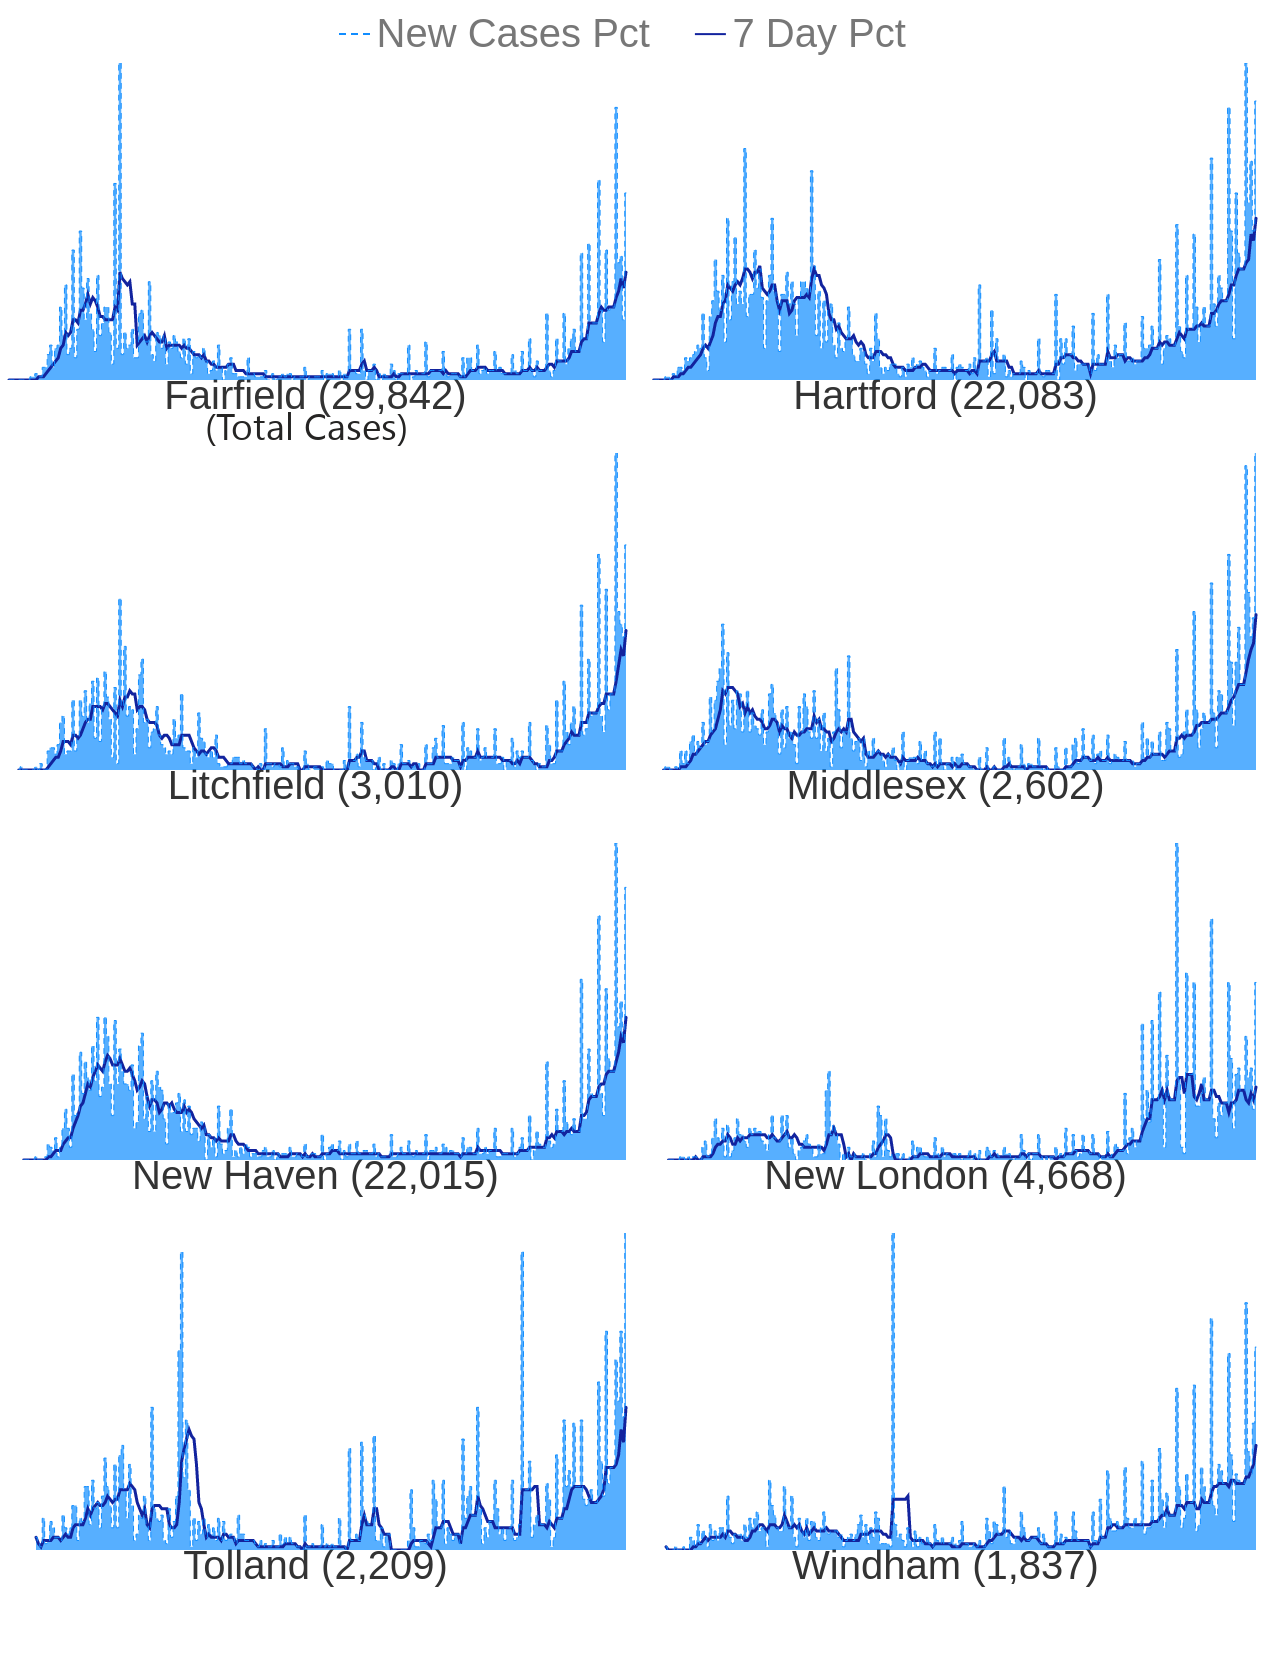 New Cases Pct 7 Day Pct
Fairfield (29,842) Hartford (22,083)
(Total Cases)
Litchfield (3,010) Middlesex (2,602)
New Haven (22,015) New London (4,668)
Tolland (2,209) Windham (1,837)